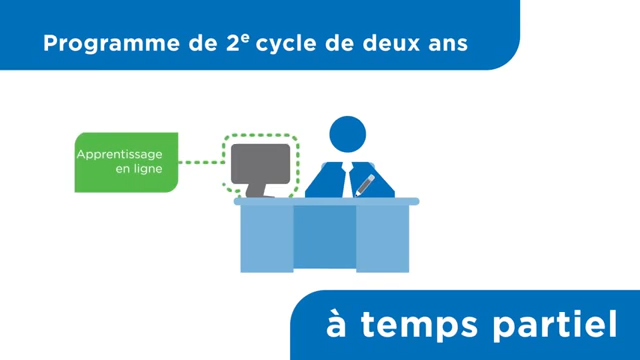 Programme de 2e cycle de deux ans
Apprentissage
en ligne
à temps partiel